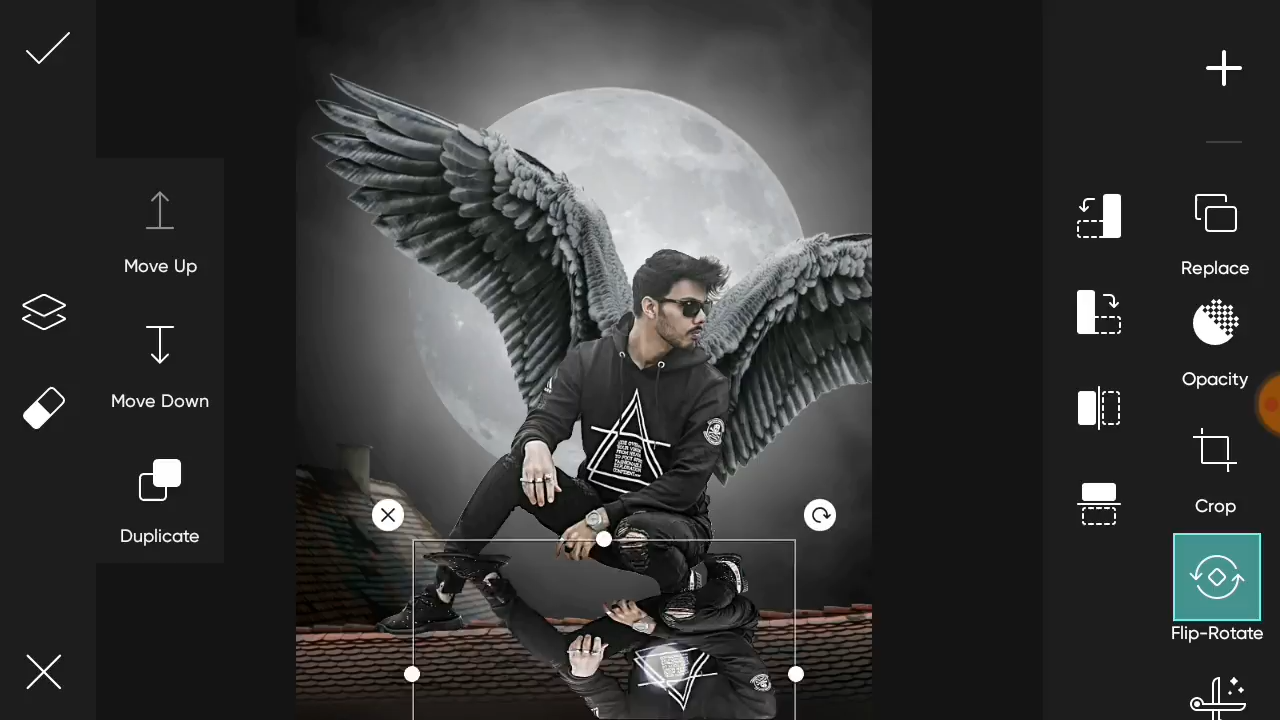 Move Up
Move Down
Duplicate
Replace
Opacity
Crop
Flip-Rotate